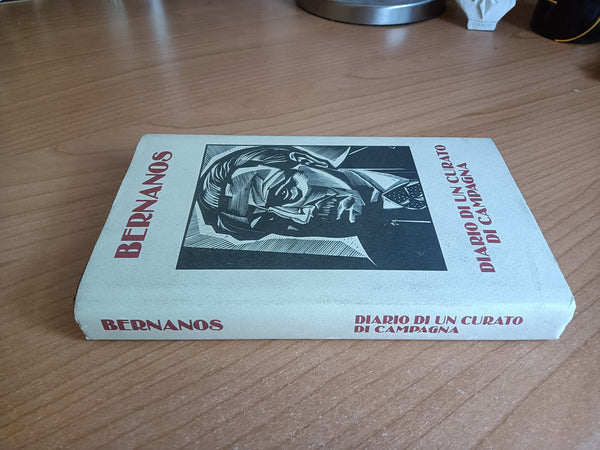 BERNANOS
DIARIO DI UN CURATO
DI CAMPAGNA
BERNANOS
DIARIO DI UN CURATO
DI CAMPAGNA